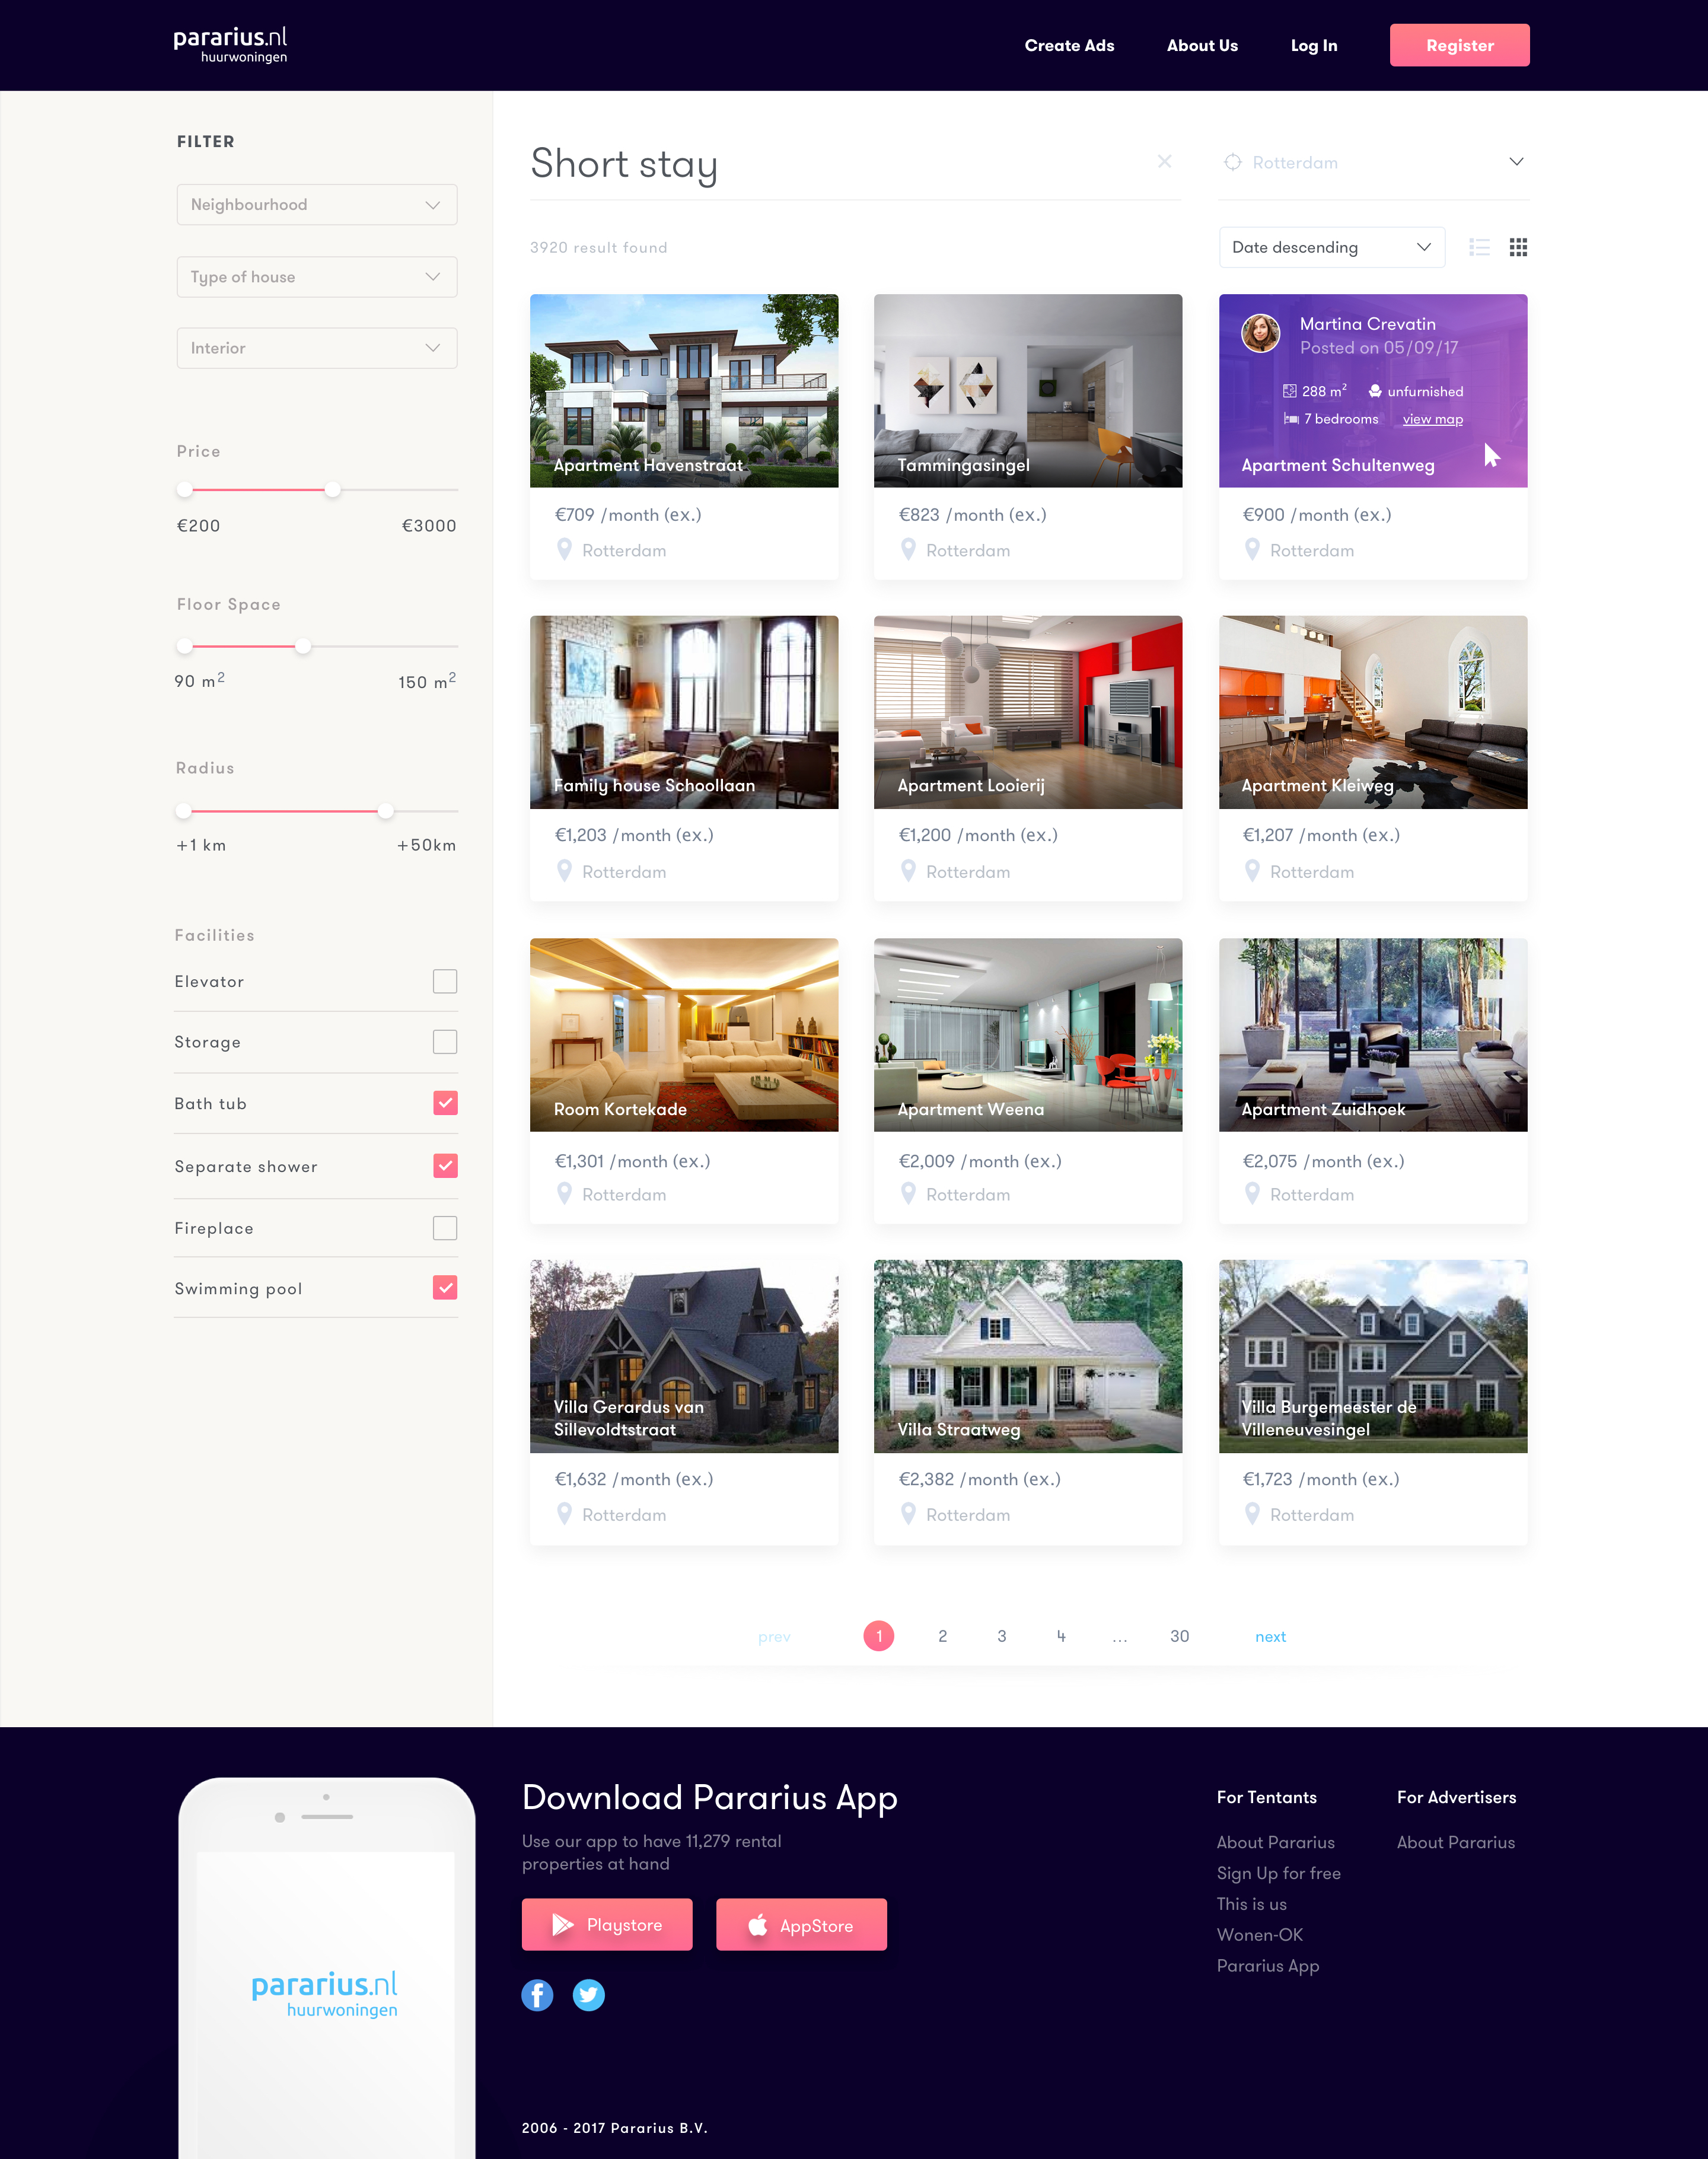 pararius.nl
huurwoningen
Create Ads
About Us
Log In
Register
FILTER
Neighbourhood
Type of house
Interior
Price
€200
€3000
Floor Space
90 m²
150 m²
Radius
+1 km
+50km
Facilities
Elevator
Storage
Bath tub
Separate shower
Fireplace
Swimming pool
Short stay
Rotterdam
3920 result found
Date descending
Apartment Havenstraat
€709 /month (ex.)
Rotterdam
Tammingasingel
€823 /month (ex.)
Rotterdam
Martina Crevatin
Posted on 05/09/17
288 m²
unfurnished
7 bedrooms
view map
Apartment Schultenweg
€900 /month (ex.)
Rotterdam
Family house Schoollaan
€1,203 /month (ex.)
Rotterdam
Apartment Looierij
€1,200 /month (ex.)
Rotterdam
Apartment Kleiweg
€1,207 /month (ex.)
Rotterdam
Room Kortekade
€1,301 /month (ex.)
Rotterdam
Apartment Weena
€2,009 /month (ex.)
Rotterdam
Apartment Zuidhoek
€2,075 /month (ex.)
Rotterdam
Villa Gerardus van
Sillevoldtstraat
€1,632 /month (ex.)
Rotterdam
Villa Straatweg
€2,382 /month (ex.)
Rotterdam
Villa Burgemeester de
Villeneuvesingel
€1,723 /month (ex.)
Rotterdam
prev
1
2
3
4
...
30
next
pararius.nl
huurwoningen
Download Pararius App
Use our app to have 11,279 rental
properties at hand
Playstore
AppStore
2006 - 2017 Pararius B.V.
For Tentants
About Pararius
Sign Up for free
This is us
Wonen-OK
Pararius App
For Advertisers
About Pararius